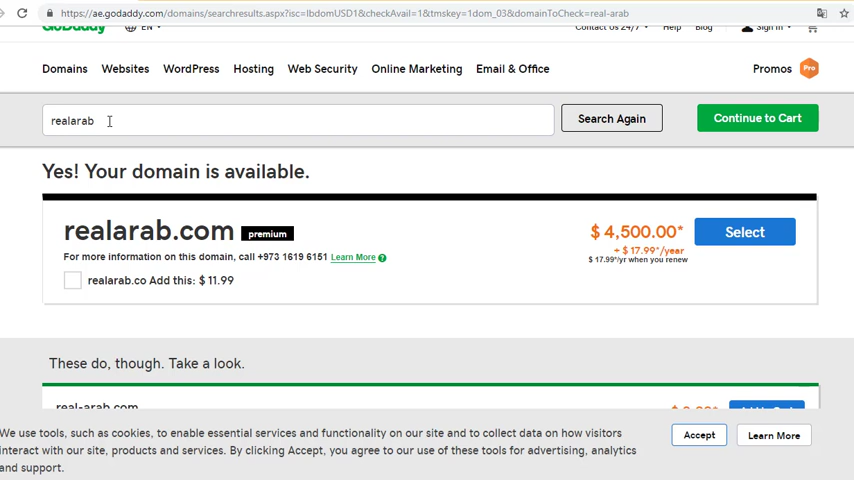 https://ae.godaddy.com/domains/searchresults.aspx?isc=lbdomUSD1&checkAvail=1&tmskey=1dom_03&domainToCheck=real-arab
GoDaddy EN Contact Us 24/7 Help Blog Sign In
Domains Websites WordPress Hosting Web Security Online Marketing Email & Office Promos Pro
realarab Search Again Continue to Cart
Yes! Your domain is available.
realarab.com premium $ 4,500.00* Select
+ $ 17.99*/year
For more information on this domain, call +973 1619 6151 Learn More ? $ 17.99*/yr when you renew
realarab.co Add this: $ 11.99
These do, though. Take a look.
real-arab.com
We use tools, such as cookies, to enable essential services and functionality on our site and to collect data on how visitors
interact with our site, products and services. By clicking Accept, you agree to our use of these tools for advertising, analytics
and support.
Accept Learn More